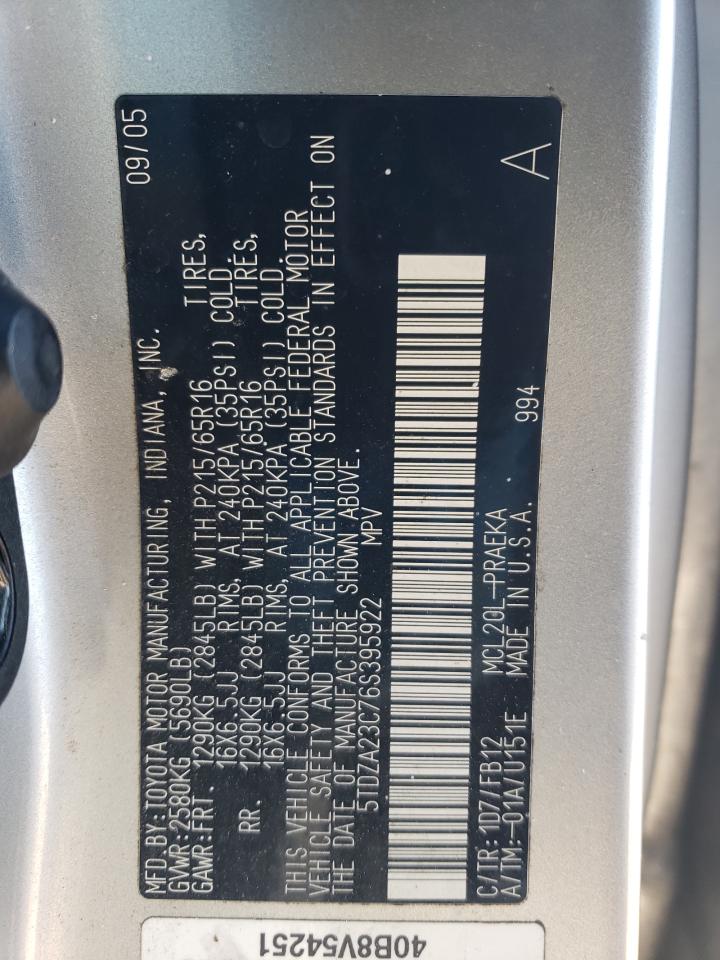 MFD.BY:TOYOTA MOTOR MANUFACTURING, INDIANA, INC. 09/05
GVWR:2580KG (5690LB)
GAWR:FRT. 1290KG (2845LB) WITH P215/65R16 TIRES,
16X6.5JJ RIMS, AT 240KPA (35PSI) COLD.
RR. 1290KG (2845LB) WITH P215/65R16 TIRES,
16X6.5JJ RIMS, AT 240KPA (35PSI) COLD.
THIS VEHICLE CONFORMS TO ALL APPLICABLE FEDERAL MOTOR
VEHICLE SAFETY AND THEFT PREVENTION STANDARDS IN EFFECT ON
THE DATE OF MANUFACTURE SHOWN ABOVE.
5TDZA23C76S395922 MPV
C/TR:1D7/FB12 MCL20L-PRAEKA 994 A
A/TM:-01A/U151E MADE IN U.S.A.
40B8V54251